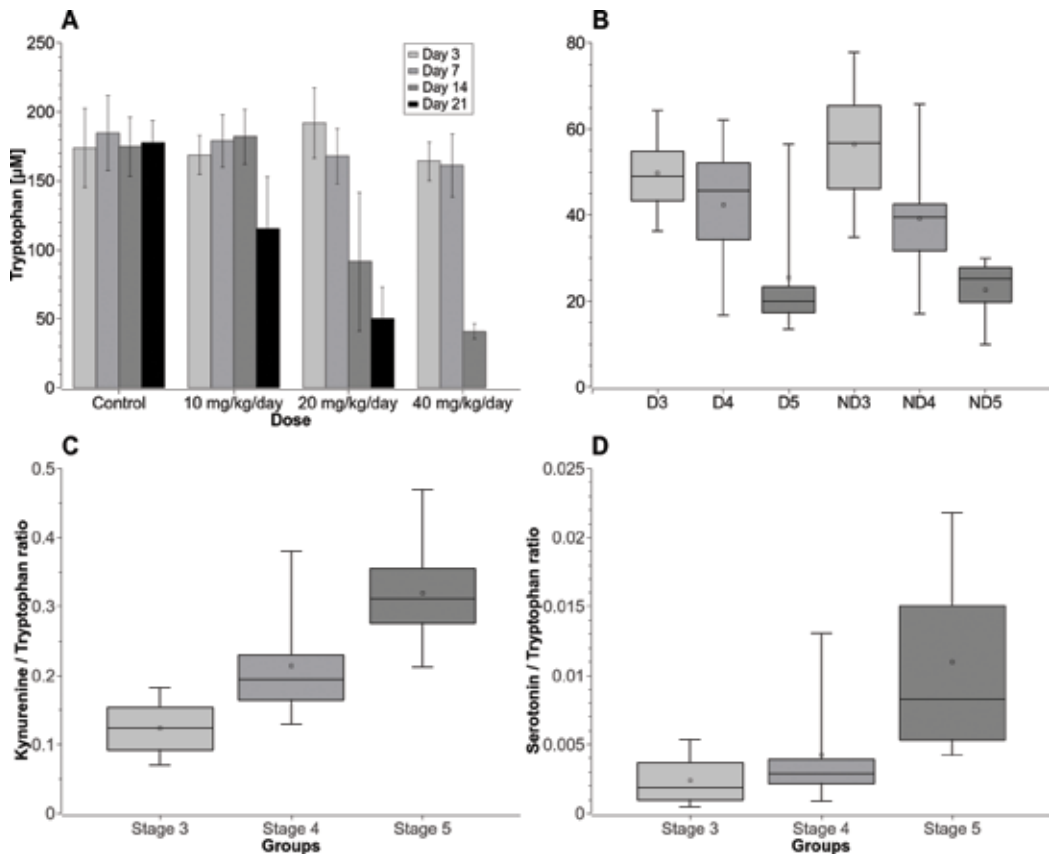 A
250
200
150
100
50
0
Tryptophan [µM]
Day 3
Day 7
Day 14
Day 21
Control 10 mg/kg/day 20 mg/kg/day 40 mg/kg/day
Dose
B
80
60
40
20
0
D3 D4 D5 ND3 ND4 ND5
C
0.5
0.4
0.3
0.2
0.1
0
Kynurenine / Tryptophan ratio
Stage 3 Stage 4 Stage 5
Groups
D
0.025
0.02
0.015
0.01
0.005
0
Serotonin / Tryptophan ratio
Stage 3 Stage 4 Stage 5
Groups